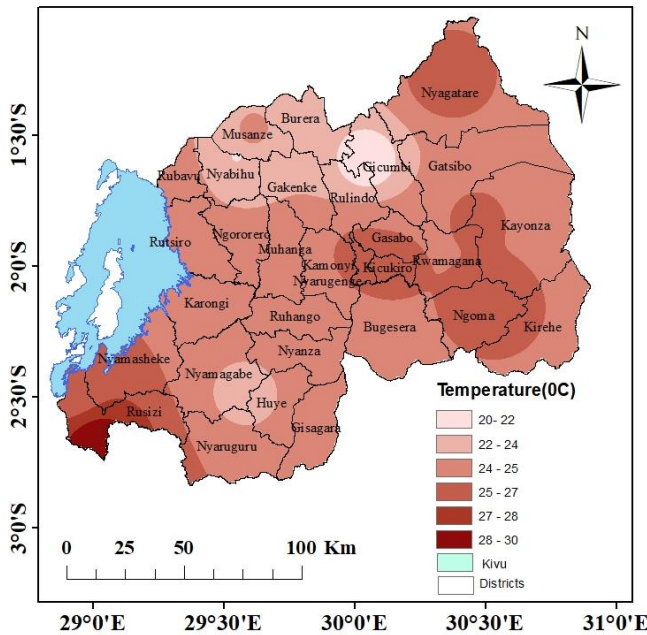 N
Nyagatare
Burera
Musanze
1°30'S
Gicumbi
Gatsibo
Rubavu
Nyabihu
Gakenke
Rulindo
Kayonza
Rutsiro
Ngororero
Muhanga
Gasabo
Rwamagana
2°0'S
Kamonyi
Kicukiro
Nyarugenge
Karongi
Ruhango
Bugesera
Ngoma
Kirehe
Nyamasheke
Nyanza
Nyamagabe
2°30'S
Rusizi
Huye
Gisagara
Nyaruguru
Temperature(0C)
20- 22
22 - 24
24 - 25
25 - 27
27 - 28
28 - 30
Kivu
Districts
3°0'S
0 25 50 100 Km
29°0'E 29°30'E 30°0'E 30°30'E 31°0'E